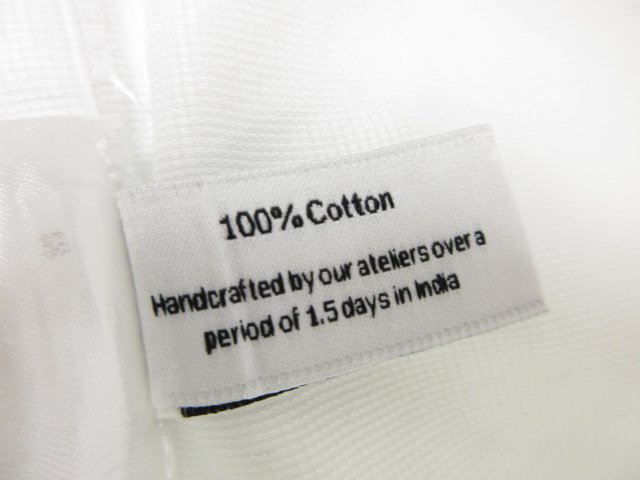 100% Cotton
Handcrafted by our ateliers over a
period of 1.5 days in India